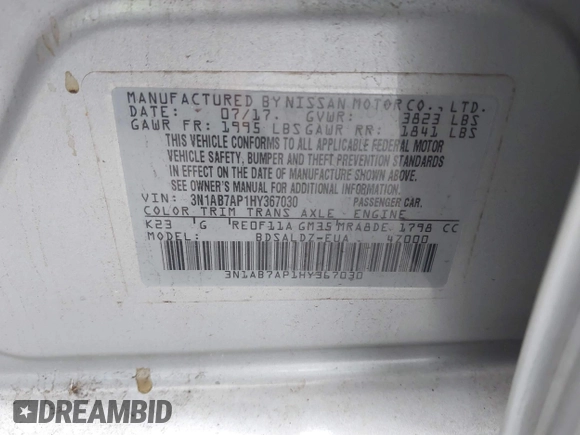 MANUFACTURED BY NISSAN MOTOR CO., LTD.
DATE: 07/17. GVWR: 3823 LBS
GAWR FR: 1995 LBS GAWR RR: 1841 LBS
THIS VEHICLE CONFORMS TO ALL APPLICABLE FEDERAL MOTOR
VEHICLE SAFETY, BUMPER AND THEFT PREVENTION STANDARDS
IN EFFECT ON THE DATE OF MANUFACTURE SHOWN ABOVE.
SEE OWNER'S MANUAL FOR ADDITIONAL INFORMATION
VIN: 3N1AB7AP1HY367030 PASSENGER CAR.
COLOR TRIM TRANS AXLE ENGINE
K23 G RE0F11A GM35 MRA8DE 1798 CC
MODEL: BDSALDZ-EUA 47000
3N1AB7AP1HY367030
DREAMBID